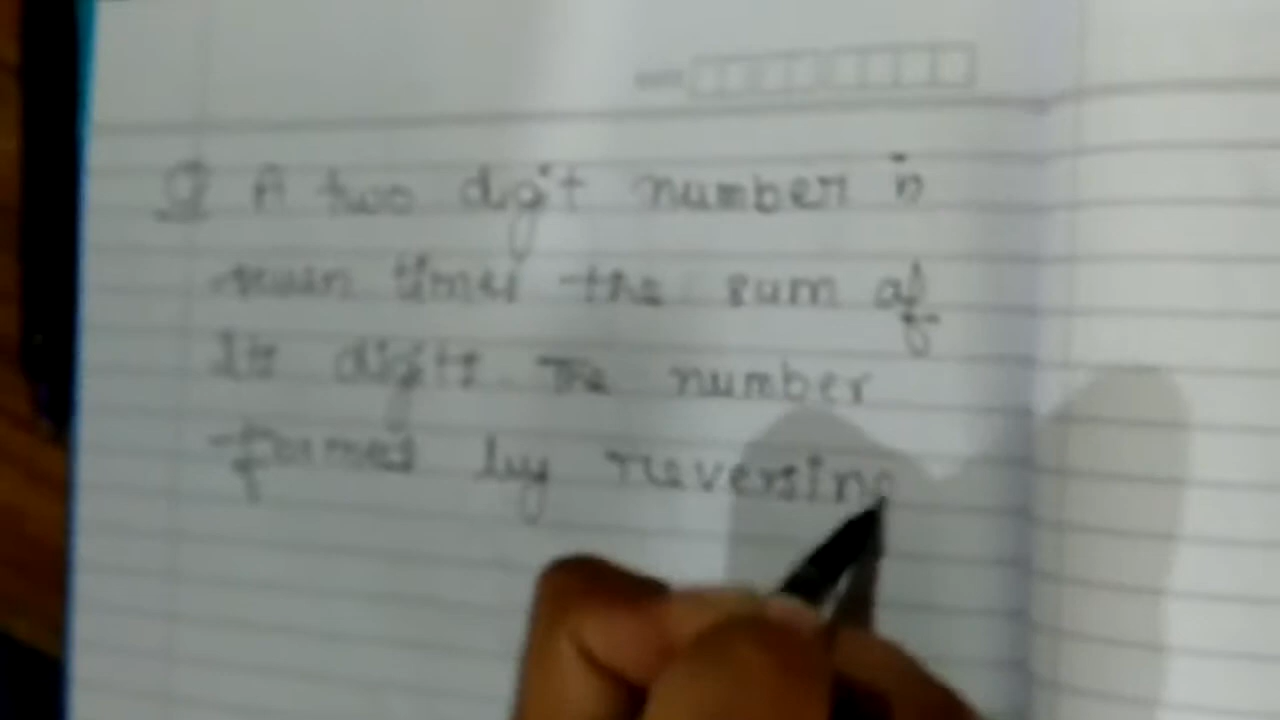 Q A two digit number is
seven times the sum of
Its digits The number
formed by reversing